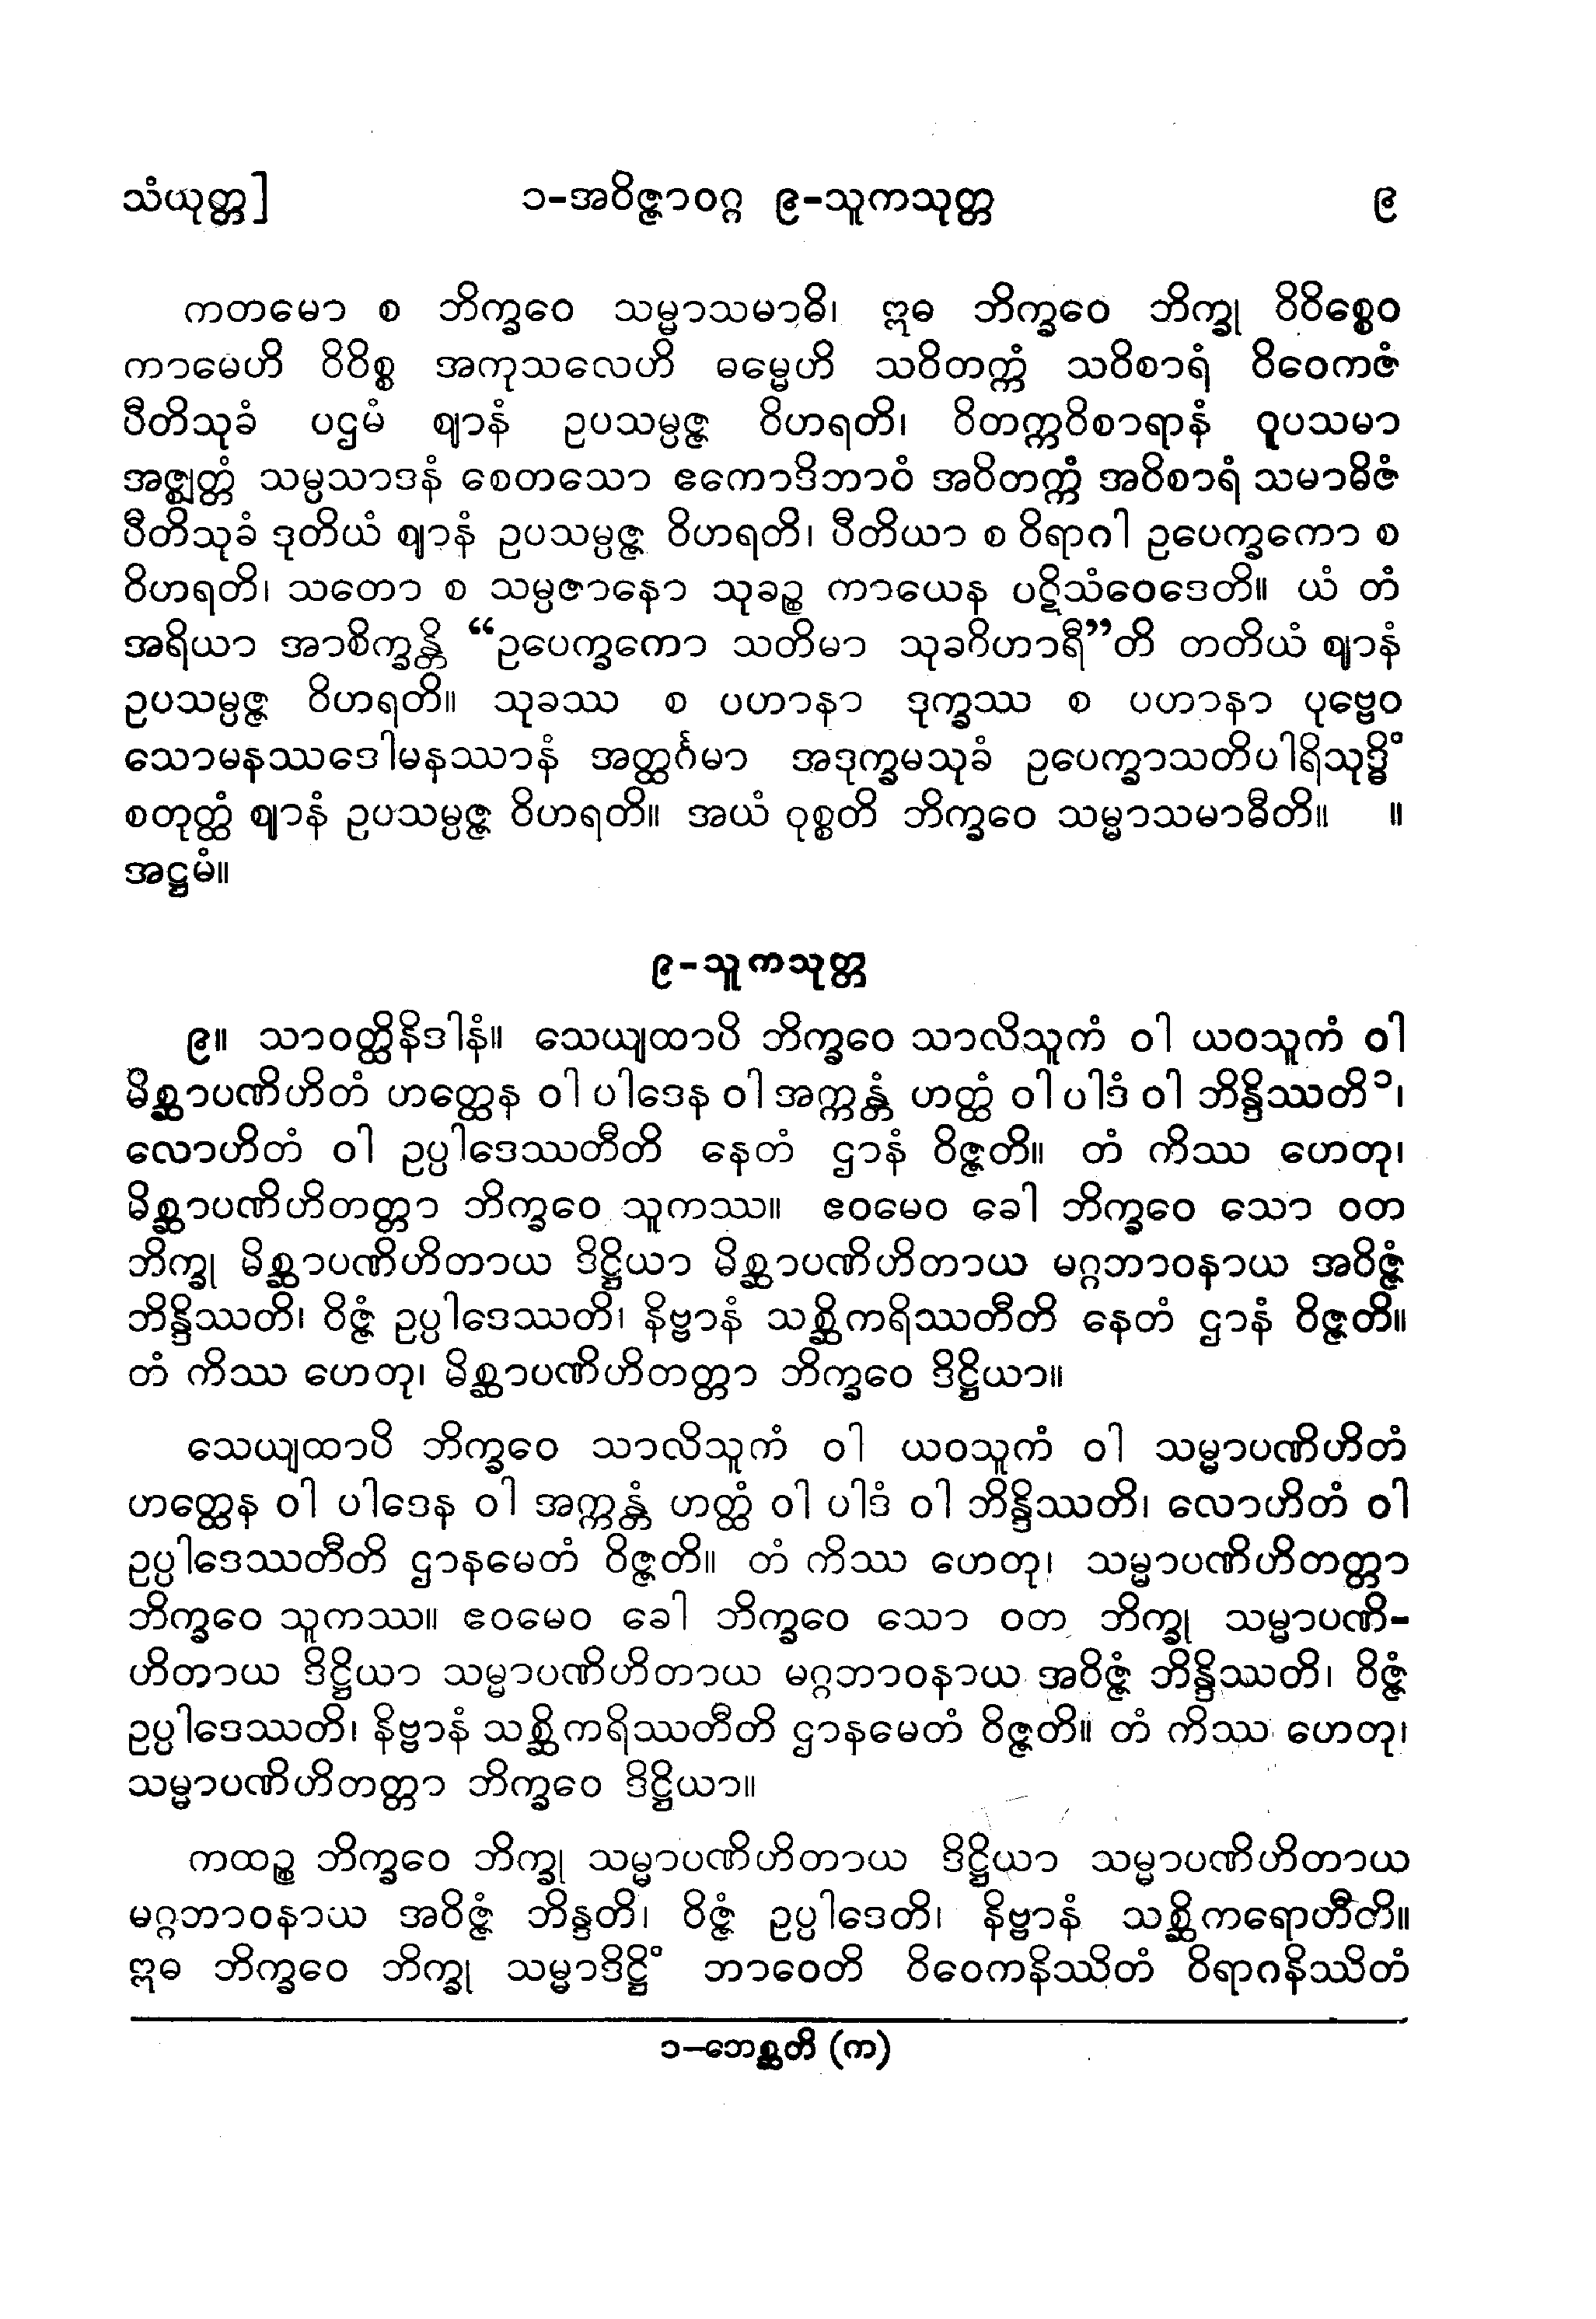 သံယုတ္တ] ၁-အဝိဇ္ဇာဝဂ္ဂ ၉-သူကသုတ္တ ၉
ကတမော စ ဘိက္ခဝေ သမ္မာသမာဓိ၊ ဣဓ ဘိက္ခဝေ ဘိက္ခု ဝိဝိစ္စေဝ
ကာမေဟိ ဝိဝိစ္စ အကုသလေဟိ ဓမ္မေဟိ သဝိတက္ကံ သဝိစာရံ ဝိဝေကဇံ
ပီတိသုခံ ပဌမံ ဈာနံ ဥပသမ္ပဇ္ဇ ဝိဟရတိ၊ ဝိတက္ကဝိစာရာနံ ဝူပသမာ
အဇ္ဈတ္တံ သမ္ပသာဒနံ စေတသော ဧကောဒိဘာဝံ အဝိတက္ကံ အဝိစာရံ သမာဓိဇံ
ပီတိသုခံ ဒုတိယံ ဈာနံ ဥပသမ္ပဇ္ဇ ဝိဟရတိ၊ ပီတိယာ စ ဝိရာဂါ ဥပေက္ခကော စ
ဝိဟရတိ၊ သတော စ သမ္ပဇာနော သုခဉ္စ ကာယေန ပဋိသံဝေဒေတိ။ ယံ တံ
အရိယာ အာစိက္ခန္တိ “ဥပေက္ခကော သတိမာ သုခဝိဟာရီ”တိ တတိယံ ဈာနံ
ဥပသမ္ပဇ္ဇ ဝိဟရတိ။ သုခဿ စ ပဟာနာ ဒုက္ခဿ စ ပဟာနာ ပုဗ္ဗေဝ
သောမနဿဒေါမနဿာနံ အတ္ထင်္ဂမာ အဒုက္ခမသုခံ ဥပေက္ခာသတိပါရိသုဒ္ဓိံ
စတုတ္ထံ ဈာနံ ဥပသမ္ပဇ္ဇ ဝိဟရတိ။ အယံ ဝုစ္စတိ ဘိက္ခဝေ သမ္မာသမာဓီတိ။ ။
အဋ္ဌမံ။
၉-သူကသုတ္တ
၉။ သာဝတ္ထိနိဒါနံ။ သေယျထာပိ ဘိက္ခဝေ သာလိသူကံ ဝါ ယဝသူကံ ဝါ
မိစ္ဆာပဏိဟိတံ ဟတ္ထေန ဝါ ပါဒေန ဝါ အက္ကန္တံ ဟတ္ထံ ဝါ ပါဒံ ဝါ ဘိန္ဒိဿတိ၁၊
လောဟိတံ ဝါ ဥပ္ပါဒေဿတီတိ နေတံ ဌာနံ ဝိဇ္ဇတိ။ တံ ကိဿ ဟေတု၊
မိစ္ဆာပဏိဟိတတ္တာ ဘိက္ခဝေ သူကဿ။ ဧဝမေဝ ခေါ ဘိက္ခဝေ သော ဝတ
ဘိက္ခု မိစ္ဆာပဏိဟိတာယ ဒိဋ္ဌိယာ မိစ္ဆာပဏိဟိတာယ မဂ္ဂဘာဝနာယ အဝိဇ္ဇံ
ဘိန္ဒိဿတိ၊ ဝိဇ္ဇံ ဥပ္ပါဒေဿတိ၊ နိဗ္ဗာနံ သစ္ဆိကရိဿတီတိ နေတံ ဌာနံ ဝိဇ္ဇတိ။
တံ ကိဿ ဟေတု၊ မိစ္ဆာပဏိဟိတတ္တာ ဘိက္ခဝေ ဒိဋ္ဌိယာ။
သေယျထာပိ ဘိက္ခဝေ သာလိသူကံ ဝါ ယဝသူကံ ဝါ သမ္မာပဏိဟိတံ
ဟတ္ထေန ဝါ ပါဒေန ဝါ အက္ကန္တံ ဟတ္ထံ ဝါ ပါဒံ ဝါ ဘိန္ဒိဿတိ၊ လောဟိတံ ဝါ
ဥပ္ပါဒေဿတီတိ ဌာနမေတံ ဝိဇ္ဇတိ။ တံ ကိဿ ဟေတု၊ သမ္မာပဏိဟိတတ္တာ
ဘိက္ခဝေ သူကဿ။ ဧဝမေဝ ခေါ ဘိက္ခဝေ သော ဝတ ဘိက္ခု သမ္မာပဏိ-
ဟိတာယ ဒိဋ္ဌိယာ သမ္မာပဏိဟိတာယ မဂ္ဂဘာဝနာယ အဝိဇ္ဇံ ဘိန္ဒိဿတိ၊ ဝိဇ္ဇံ
ဥပ္ပါဒေဿတိ၊ နိဗ္ဗာနံ သစ္ဆိကရိဿတီတိ ဌာနမေတံ ဝိဇ္ဇတိ။ တံ ကိဿ ဟေတု၊
သမ္မာပဏိဟိတတ္တာ ဘိက္ခဝေ ဒိဋ္ဌိယာ။
ကထဉ္စ ဘိက္ခဝေ ဘိက္ခု သမ္မာပဏိဟိတာယ ဒိဋ္ဌိယာ သမ္မာပဏိဟိတာယ
မဂ္ဂဘာဝနာယ အဝိဇ္ဇံ ဘိန္ဒတိ၊ ဝိဇ္ဇံ ဥပ္ပါဒေတိ၊ နိဗ္ဗာနံ သစ္ဆိကရောတီတိ။
ဣဓ ဘိက္ခဝေ ဘိက္ခု သမ္မာဒိဋ္ဌိံ ဘာဝေတိ ဝိဝေကနိဿိတံ ဝိရာဂနိဿိတံ
၁-ဘေစ္ဆတိ (က)